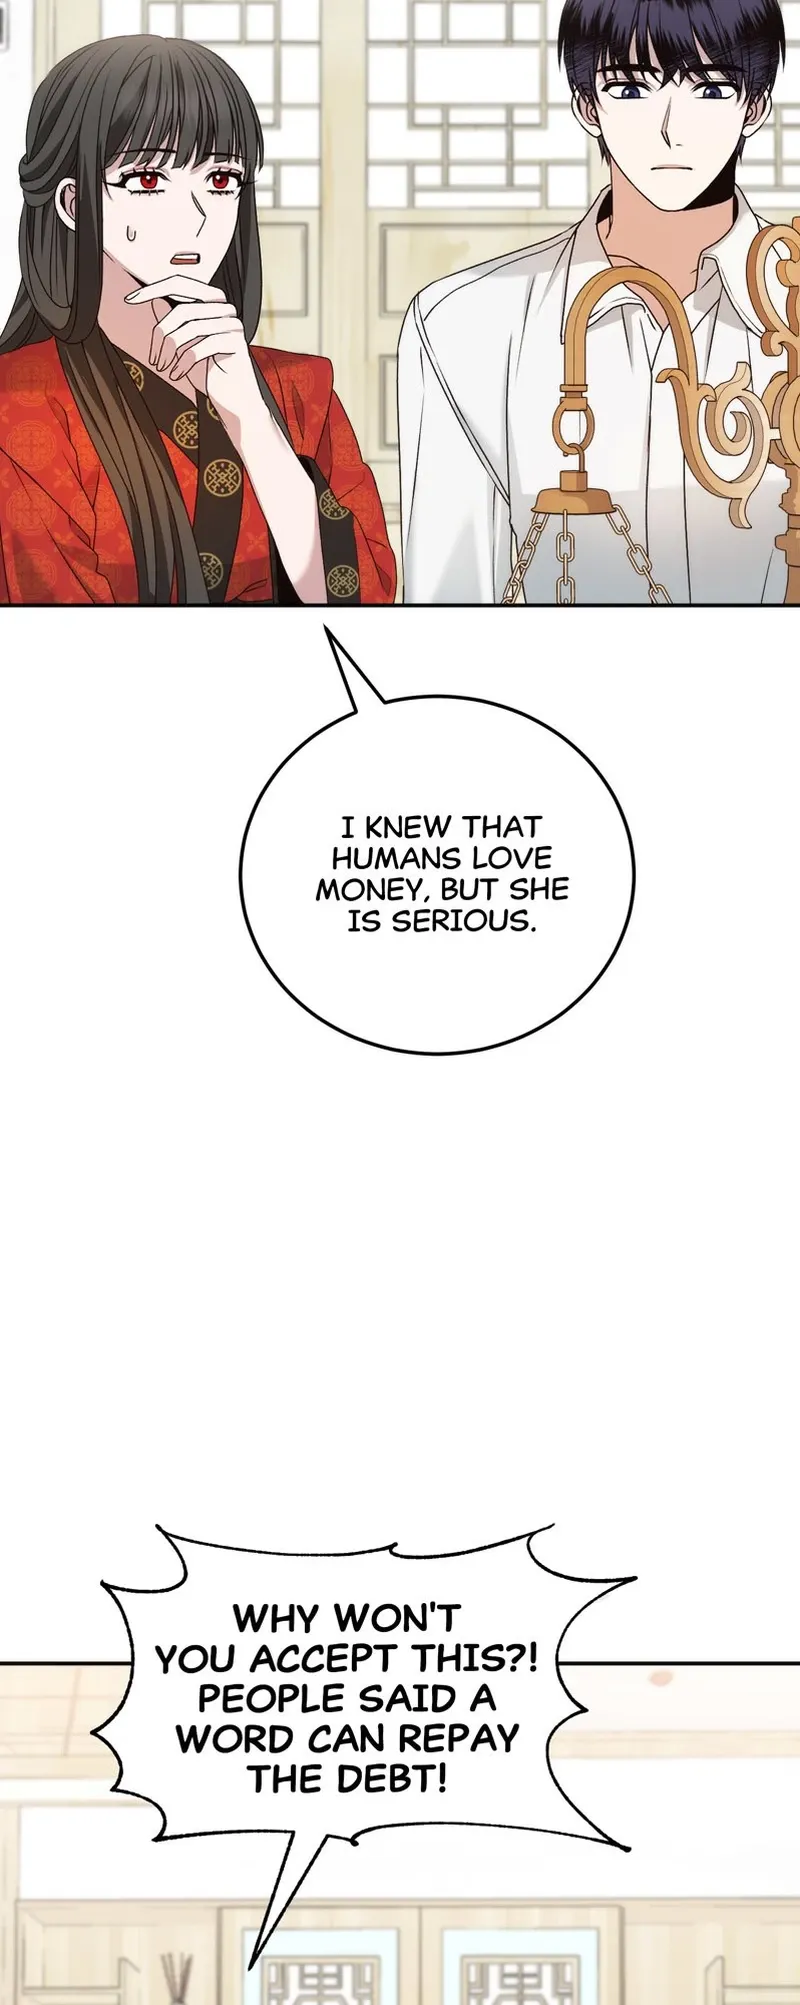 I KNEW THAT
HUMANS LOVE
MONEY, BUT SHE
IS SERIOUS.
WHY WON'T
YOU ACCEPT THIS?!
PEOPLE SAID A
WORD CAN REPAY
THE DEBT!